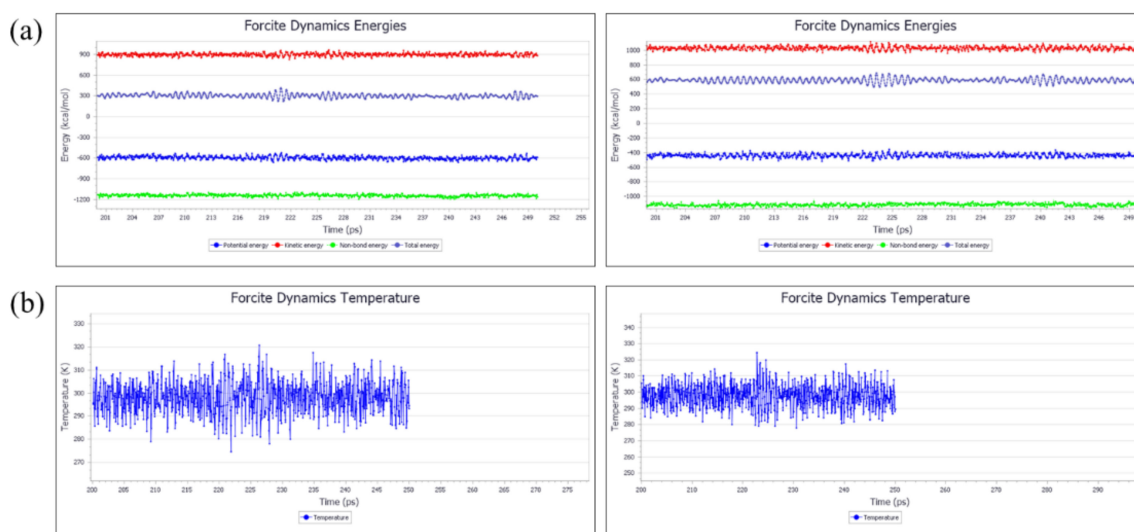 (a)
Forcite Dynamics Energies
Energy (kcal/mol)
900
600
300
0
-300
-600
-900
-1200
201 204 207 210 213 216 219 222 225 228 231 234 237 240 243 246 249 252 255
Time (ps)
Potential energy Kinetic energy Non-bond energy Total energy
Forcite Dynamics Energies
Energy (kcal/mol)
1000
800
600
400
200
0
-200
-400
-600
-800
-1000
201 204 207 210 213 216 219 222 225 228 231 234 237 240 243 246 249
Time (ps)
Potential energy Kinetic energy Non-bond energy Total energy
(b)
Forcite Dynamics Temperature
Temperature (K)
330
320
310
300
290
280
270
200 205 210 215 220 225 230 235 240 245 250 255 260 265 270 275
Time (ps)
Temperature
Forcite Dynamics Temperature
Temperature (K)
340
330
320
310
300
290
280
270
260
250
200 210 220 230 240 250 260 270 280 290
Time (ps)
Temperature